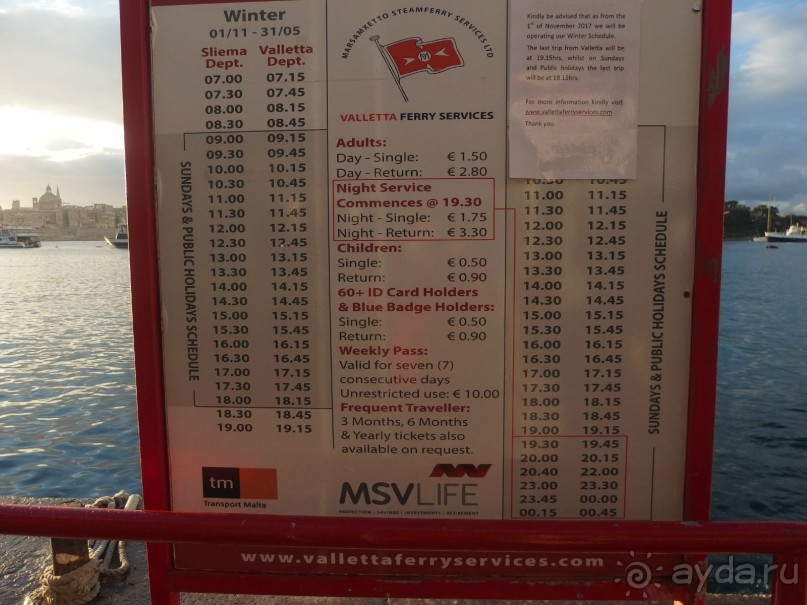 Winter
01/11 - 31/05
Sliema Valletta
Dept. Dept.
07.00 07.15
07.30 07.45
08.00 08.15
08.30 08.45
09.00 09.15
09.30 09.45
10.00 10.15
10.30 10.45
11.00 11.15
11.30 11.45
12.00 12.15
12.30 12.45
13.00 13.15
13.30 13.45
14.00 14.15
14.30 14.45
15.00 15.15
15.30 15.45
16.00 16.15
16.30 16.45
17.00 17.15
17.30 17.45
18.00 18.15
18.30 18.45
19.00 19.15
SUNDAYS & PUBLIC HOLIDAYS SCHEDULE
tm
Transport Malta
MARSAMXETTO STEAMFERRY SERVICES LTD
M
VALLETTA FERRY SERVICES
Adults:
Day - Single: € 1.50
Day - Return: € 2.80
Night Service
Commences @ 19.30
Night - Single: € 1.75
Night - Return: € 3.30
Children:
Single: € 0.50
Return: € 0.90
60+ ID Card Holders
& Blue Badge Holders:
Single: € 0.50
Return: € 0.90
Weekly Pass:
Valid for seven (7)
consecutive days
Unrestricted use: € 10.00
Frequent Traveller:
3 Months, 6 Months
& Yearly tickets also
available on request.
MSVLIFE
PROTECTION | SAVINGS | INVESTMENTS | RETIREMENT
Kindly be advised that as from the
1st of November 2017 we will be
operating our Winter Schedule.
The last trip from Valletta will be
at 19.15hrs, whilst on Sundays
and Public holidays the last trip
will be at 18.15hrs.
For more information kindly visit
www.vallettaferryservices.com
Thank you.
10.30 10.45
11.00 11.15
11.30 11.45
12.00 12.15
12.30 12.45
13.00 13.15
13.30 13.45
14.00 14.15
14.30 14.45
15.00 15.15
15.30 15.45
16.00 16.15
16.30 16.45
17.00 17.15
17.30 17.45
18.00 18.15
18.30 18.45
19.00 19.15
19.30 19.45
20.00 20.15
20.40 22.00
23.00 23.30
23.45 00.00
00.15 00.45
SUNDAYS & PUBLIC HOLIDAYS SCHEDULE
www.vallettaferryservices.com
ayda.ru